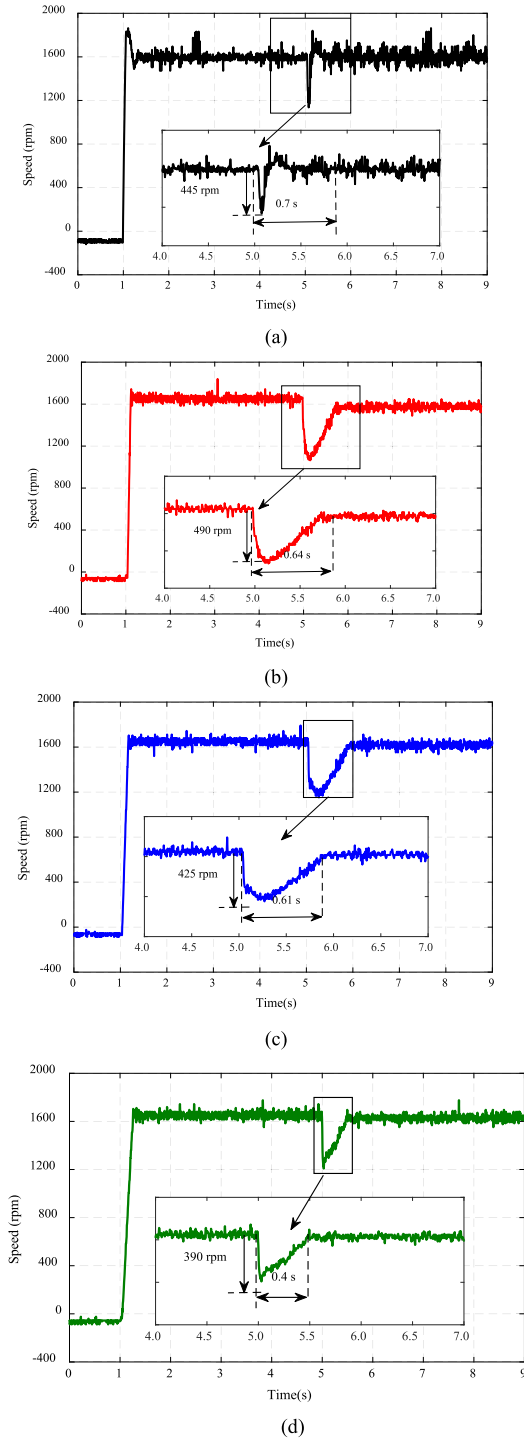 2000
1600
1200
800
400
0
-400
Speed (rpm)
445 rpm
0.7 s
4.0 4.5 5.0 5.5 6.0 6.5 7.0
0 1 2 3 4 5 6 7 8 9
Time(s)
(a)
2000
1600
1200
800
400
0
-400
Speed (rpm)
490 rpm
0.64 s
4.0 4.5 5.0 5.5 6.0 6.5 7.0
0 1 2 3 4 5 6 7 8 9
Time(s)
(b)
2000
1600
1200
800
400
0
-400
Speed (rpm)
425 rpm
0.61 s
4.0 4.5 5.0 5.5 6.0 6.5 7.0
0 1 2 3 4 5 6 7 8 9
Time(s)
(c)
2000
1600
1200
800
400
0
-400
Speed (rpm)
390 rpm
0.4 s
4.0 4.5 5.0 5.5 6.0 6.5 7.0
0 1 2 3 4 5 6 7 8 9
Time(s)
(d)